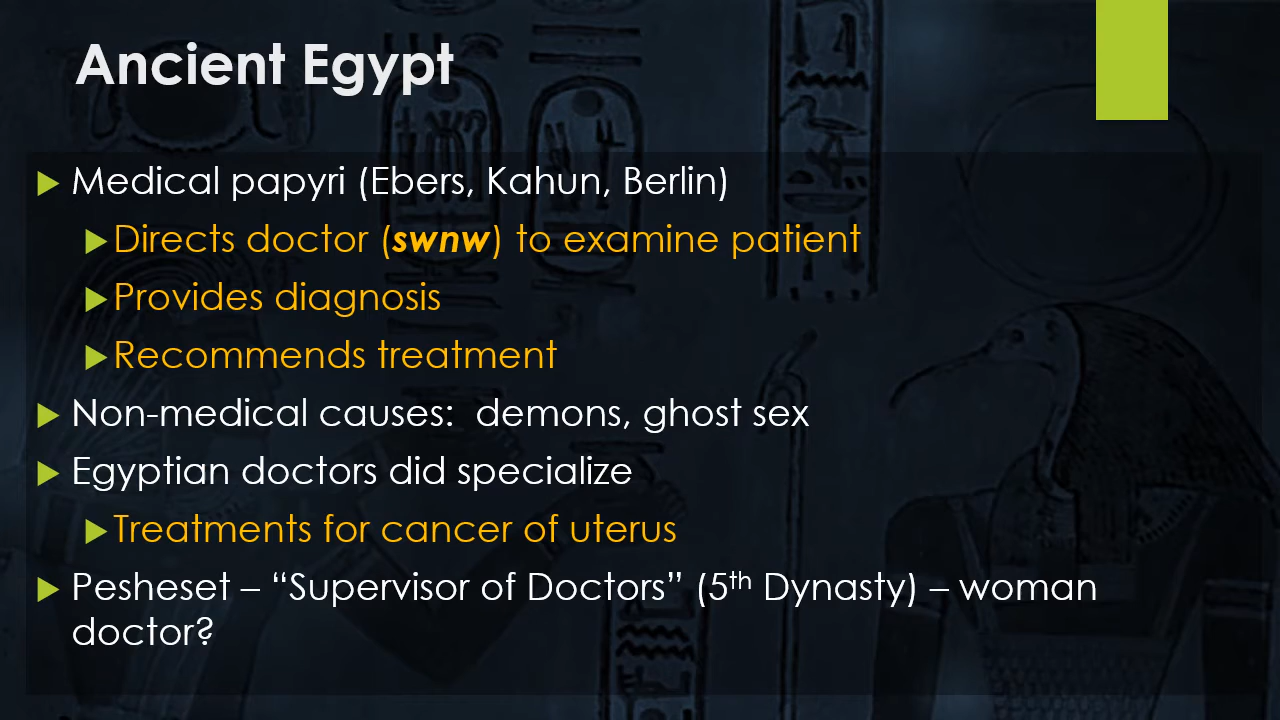 Ancient Egypt
Medical papyri (Ebers, Kahun, Berlin)
Directs doctor (swnw) to examine patient
Provides diagnosis
Recommends treatment
Non-medical causes:  demons, ghost sex
Egyptian doctors did specialize
Treatments for cancer of uterus
Pesheset – “Supervisor of Doctors” (5th Dynasty) – woman
doctor?